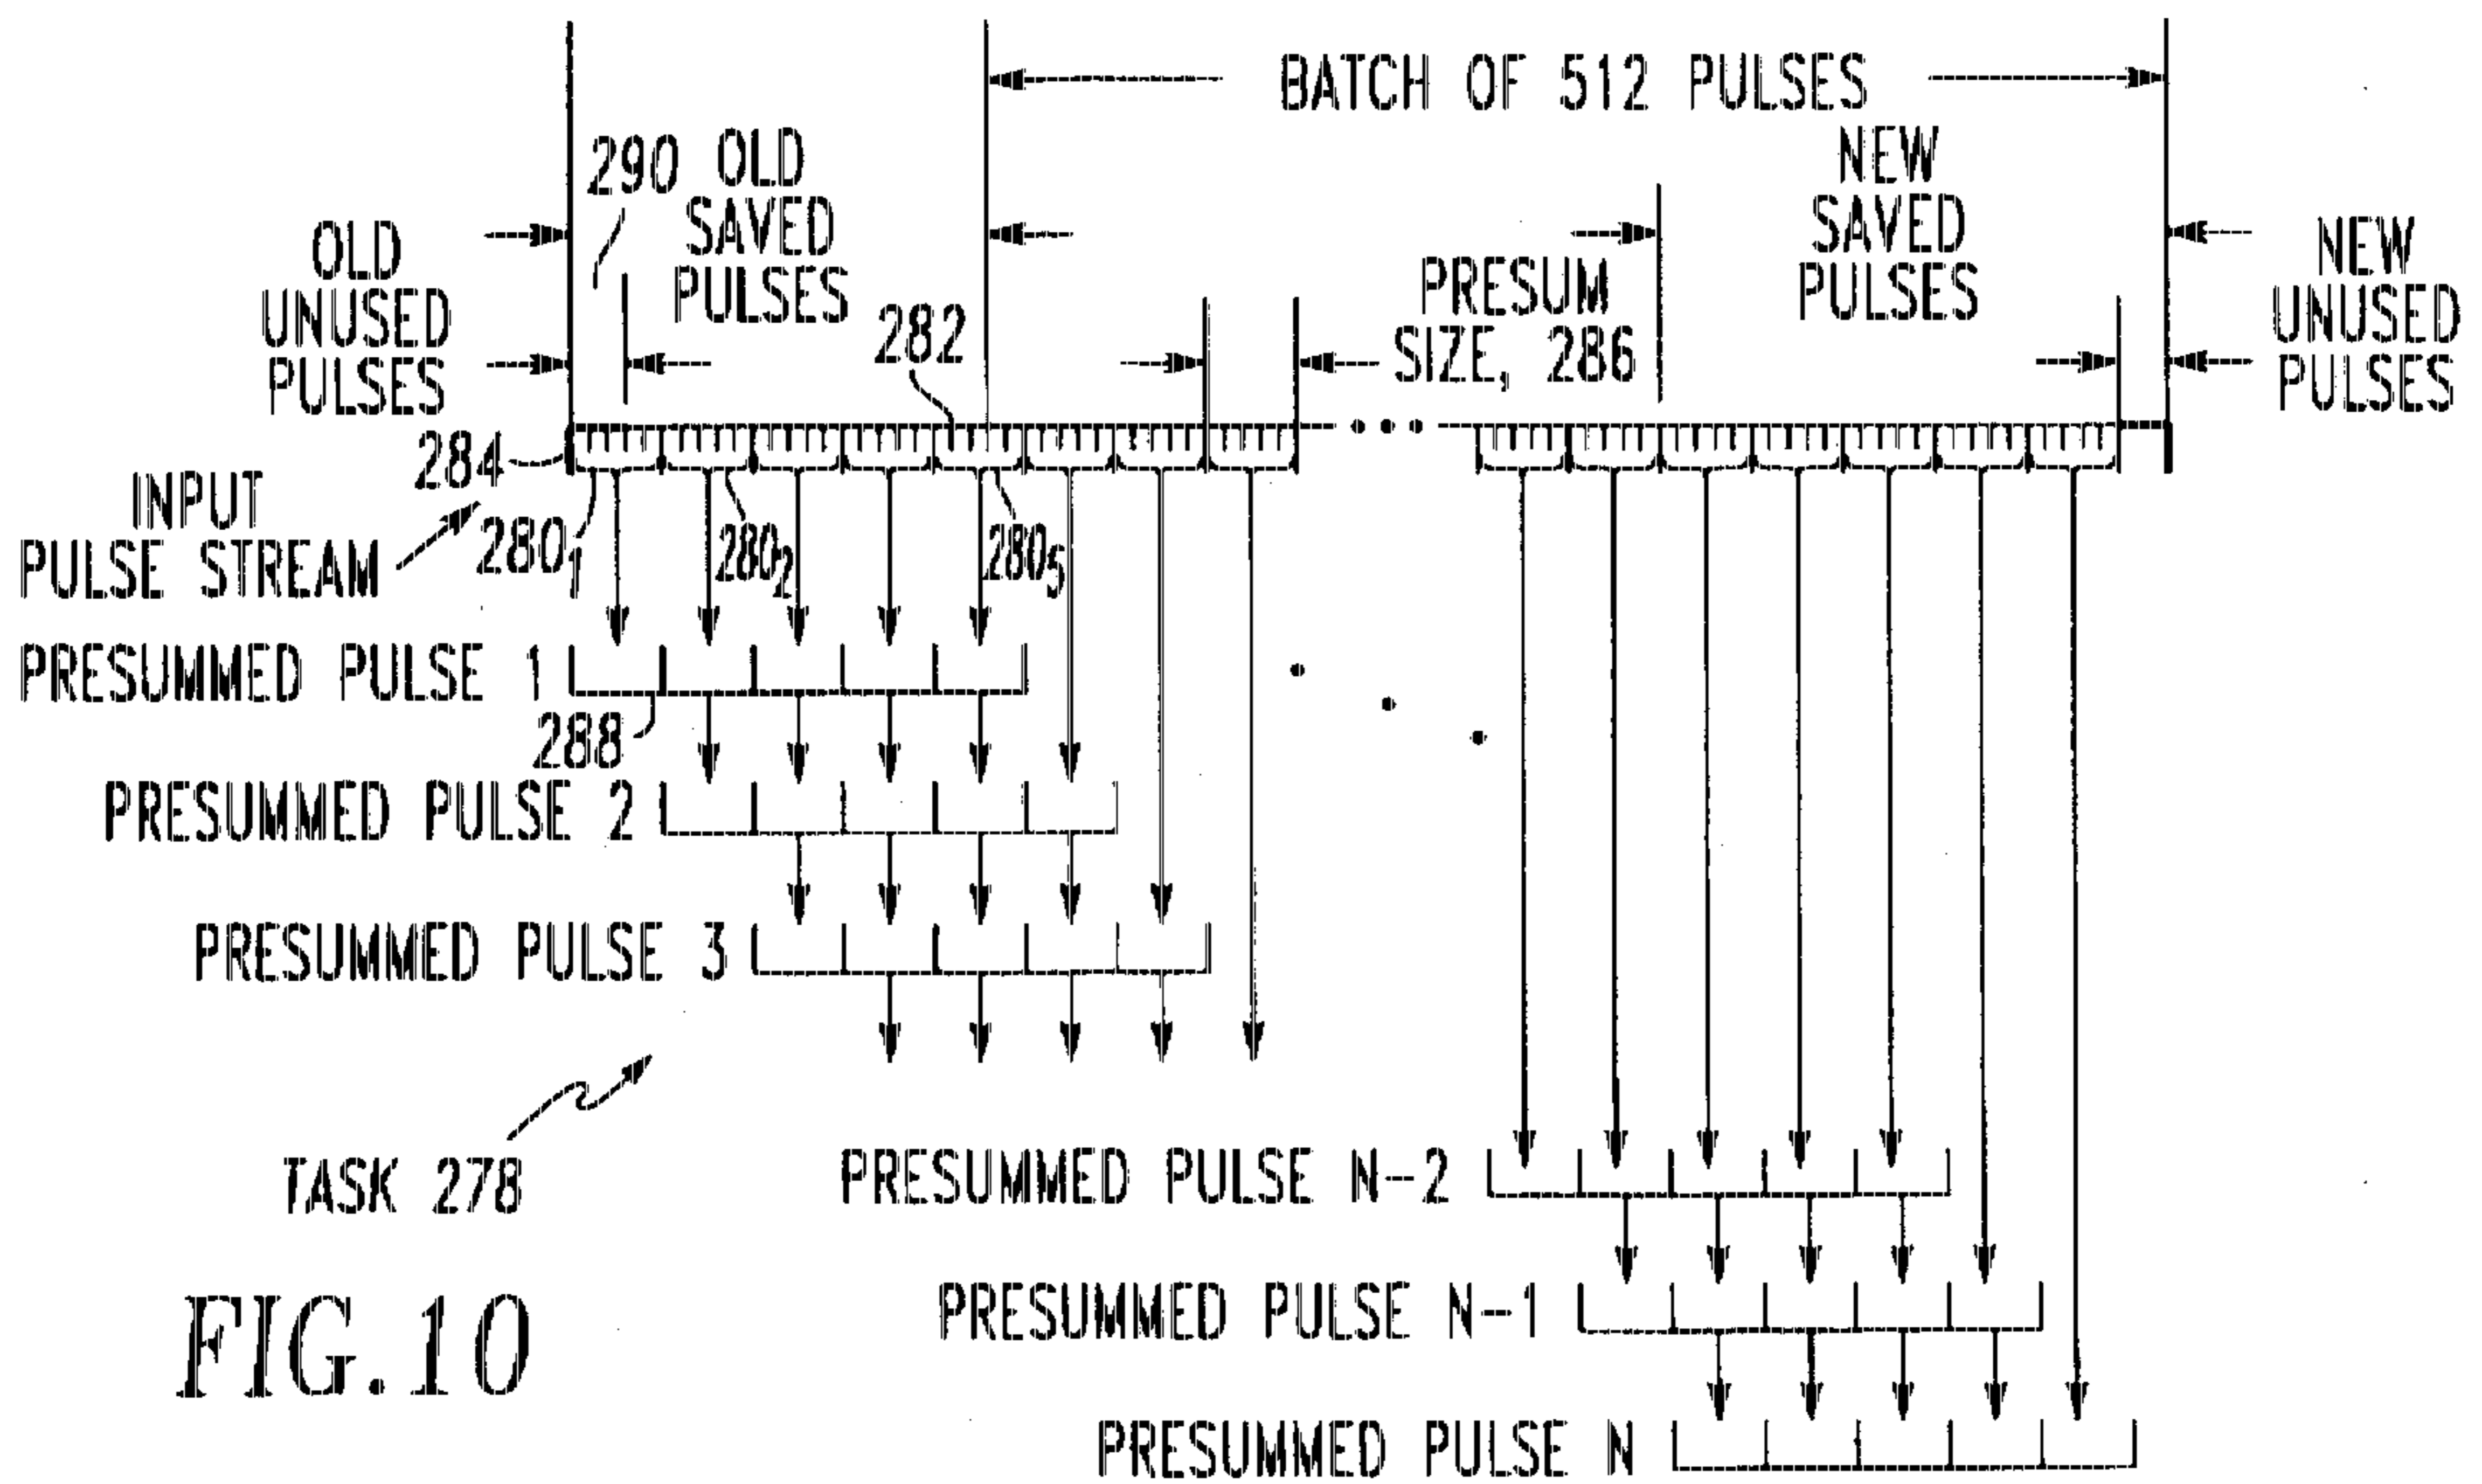 BATCH OF 512 PULSES
290
OLD
SAVED
PULSES
NEW
SAVED
PULSES
OLD
UNUSED
PULSES
NEW
UNUSED
PULSES
282
PRESUM
SIZE, 286
284
INPUT
PULSE STREAM
280₁
280₂
280₅
PRESUMMED PULSE 1
288
PRESUMMED PULSE 2
PRESUMMED PULSE 3
TASK 278
PRESUMMED PULSE N-2
PRESUMMED PULSE N-1
PRESUMMED PULSE N
FIG.10